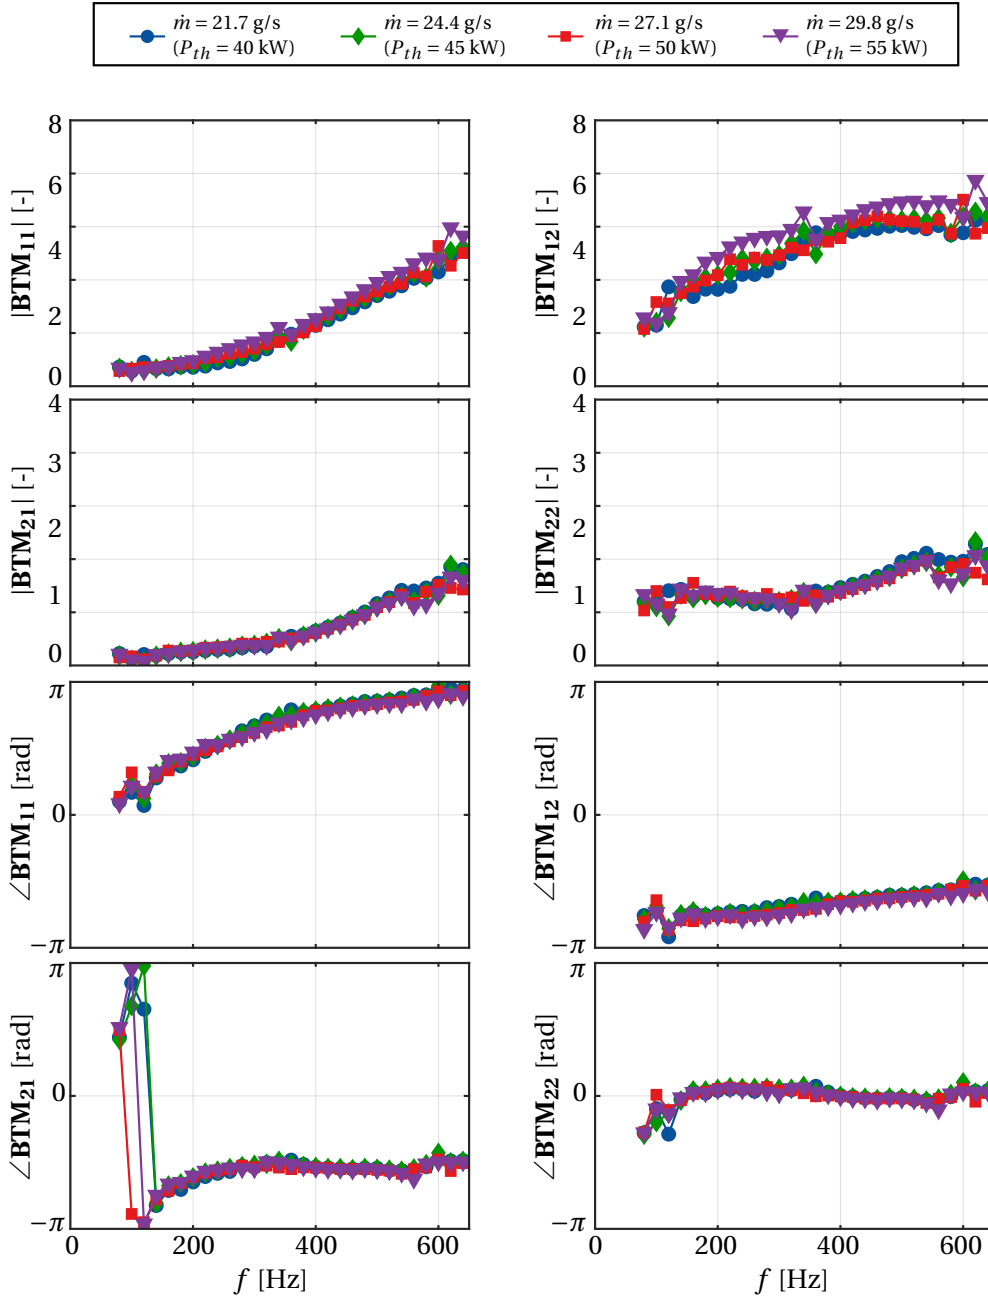 ṁ = 21.7 g/s
(P_th = 40 kW)
ṁ = 24.4 g/s
(P_th = 45 kW)
ṁ = 27.1 g/s
(P_th = 50 kW)
ṁ = 29.8 g/s
(P_th = 55 kW)
|BTM₁₁| [-]
8
6
4
2
0
|BTM₁₂| [-]
8
6
4
2
0
|BTM₂₁| [-]
4
3
2
1
0
|BTM₂₂| [-]
4
3
2
1
0
∠BTM₁₁ [rad]
π
0
−π
∠BTM₁₂ [rad]
π
0
−π
∠BTM₂₁ [rad]
π
0
−π
0 200 400 600
f [Hz]
∠BTM₂₂ [rad]
π
0
−π
0 200 400 600
f [Hz]